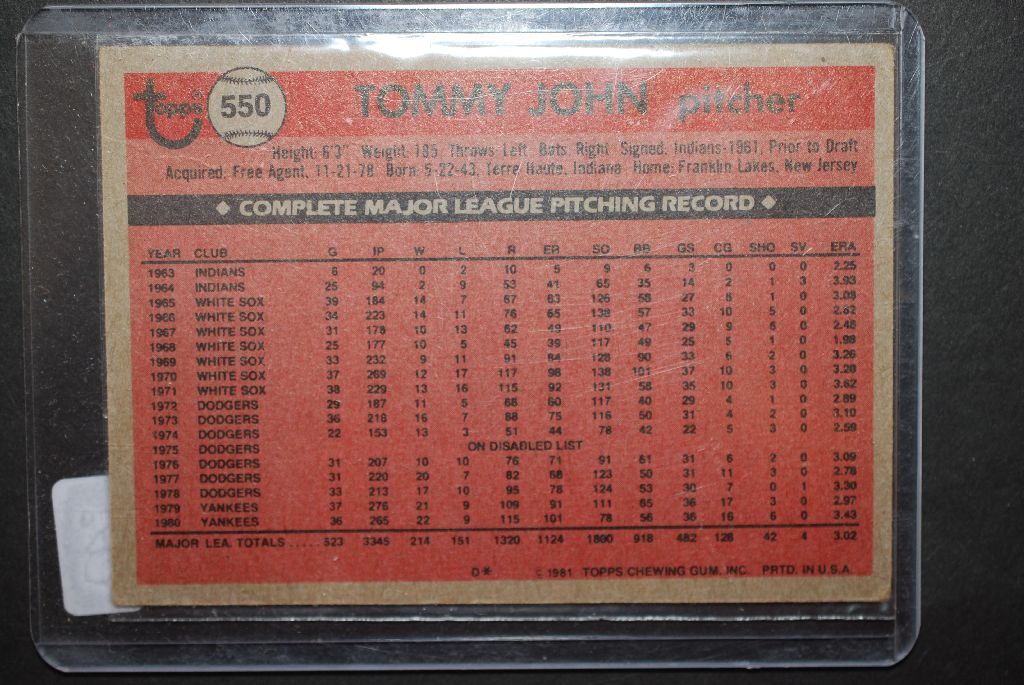 Topps 550 TOMMY JOHN pitcher
Height: 6'3" Weight: 185 Throws: Left Bats: Right Signed: Indians-1961, Prior to Draft
Acquired: Free Agent, 11-21-78 Born: 5-22-43, Terre Haute, Indiana Home: Franklin Lakes, New Jersey
◆ COMPLETE MAJOR LEAGUE PITCHING RECORD ◆
YEAR CLUB G IP W L R ER SO BB GS CG SHO SV ERA
1963 INDIANS 6 20 0 2 10 5 9 6 3 0 0 0 2.25
1964 INDIANS 25 94 2 9 53 41 65 35 14 2 1 3 3.93
1965 WHITE SOX 39 184 14 7 67 63 126 58 27 6 1 0 3.08
1966 WHITE SOX 34 223 14 11 76 65 138 57 33 10 5 0 2.62
1967 WHITE SOX 31 178 10 13 62 49 110 47 29 9 6 0 2.48
1968 WHITE SOX 25 177 10 5 45 39 117 49 25 5 1 0 1.98
1969 WHITE SOX 33 232 9 11 91 84 128 90 33 6 2 0 3.26
1970 WHITE SOX 37 269 12 17 117 98 138 101 37 10 3 0 3.28
1971 WHITE SOX 38 229 13 16 115 92 131 58 35 10 3 0 3.62
1972 DODGERS 29 187 11 5 68 60 117 40 29 4 1 0 2.89
1973 DODGERS 36 218 16 7 88 75 116 50 31 4 2 0 3.10
1974 DODGERS 22 153 13 3 51 44 78 42 22 5 3 0 2.59
1975 DODGERS ON DISABLED LIST
1976 DODGERS 31 207 10 10 76 71 91 61 31 6 2 0 3.09
1977 DODGERS 31 220 20 7 82 68 123 50 31 11 3 0 2.78
1978 DODGERS 33 213 17 10 95 78 124 53 30 7 0 1 3.30
1979 YANKEES 37 276 21 9 109 91 111 65 36 17 3 0 2.97
1980 YANKEES 36 265 22 9 115 101 78 56 36 16 6 0 3.43
MAJOR LEA. TOTALS ..... 523 3345 214 151 1320 1124 1800 918 482 128 42 4 3.02
D* © 1981 TOPPS CHEWING GUM, INC. PRTD. IN U.S.A.